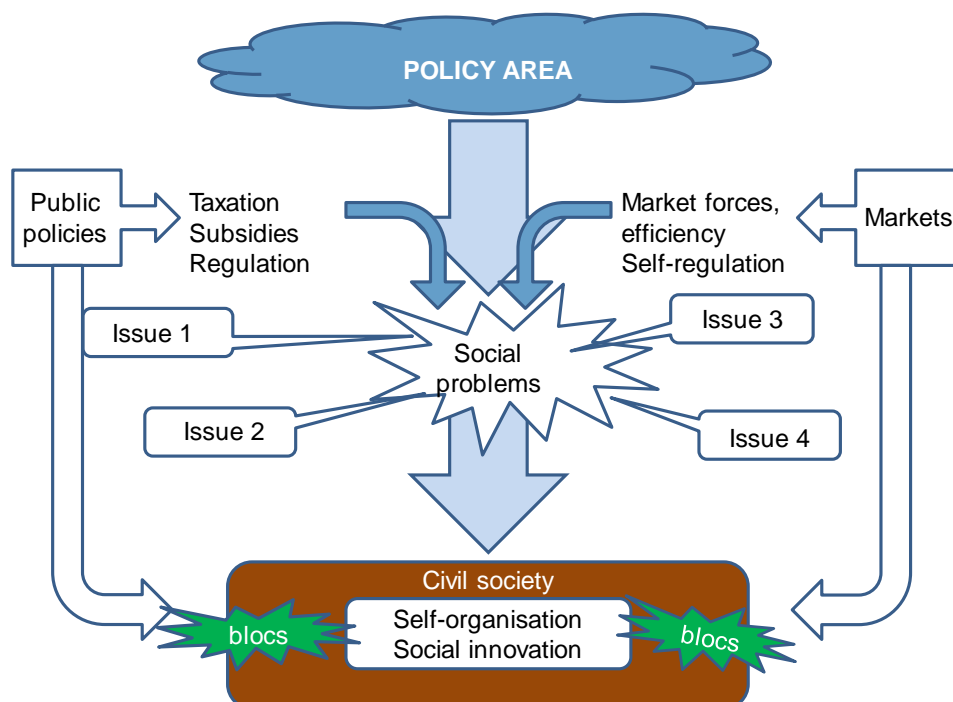 POLICY AREA
Public
policies
Taxation
Subsidies
Regulation
Market forces,
efficiency
Self-regulation
Markets
Issue 1
Issue 3
Social
problems
Issue 2
Issue 4
Civil society
blocs
Self-organisation
Social innovation
blocs